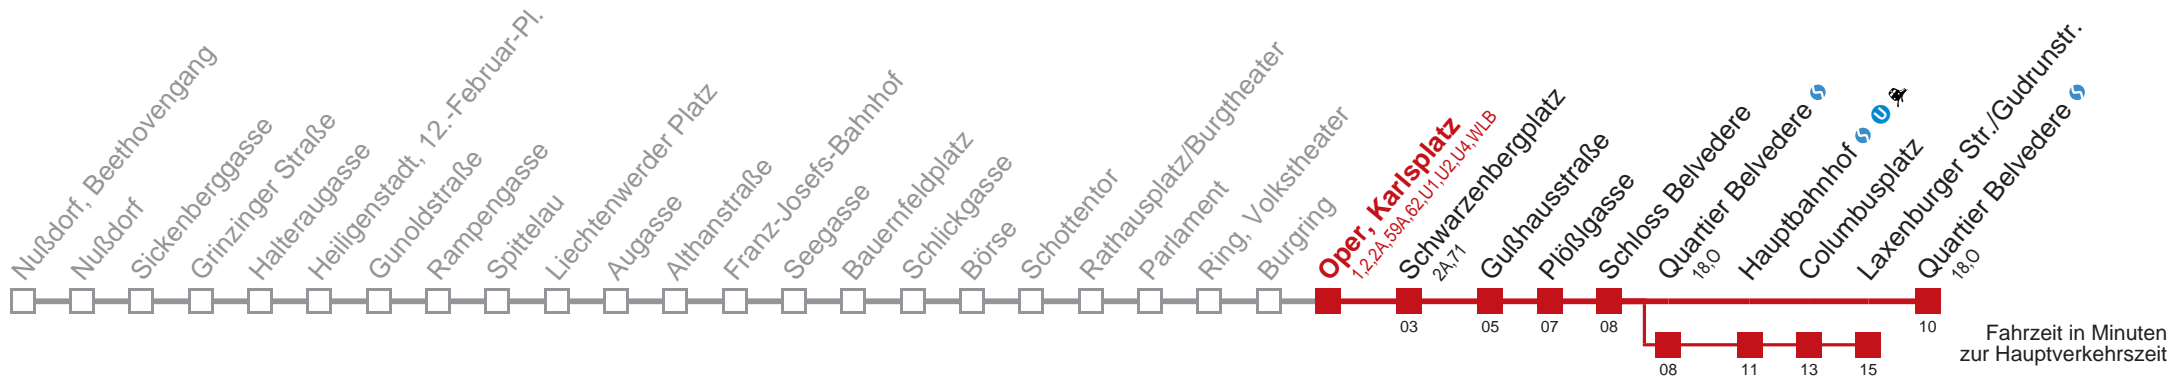 Nußdorf, Beethovengang
Nußdorf
Sickenberggasse
Grinzinger Straße
Halteraugasse
Heiligenstadt, 12.-Februar-Pl.
Gunoldstraße
Rampengasse
Spittelau
Liechtenwerder Platz
Augasse
Althanstraße
Franz-Josefs-Bahnhof
Seegasse
Bauernfeldplatz
Schlickgasse
Börse
Schottentor
Rathausplatz/Burgtheater
Parlament
Ring, Volkstheater
Burgring
Oper, Karlsplatz
1,2,2A,59A,62,U1,U2,U4,WLB
Schwarzenbergplatz
2A,71
Gußhausstraße
Plößlgasse
Schloss Belvedere
Quartier Belvedere S
18,O
Hauptbahnhof S U
Columbusplatz
Laxenburger Str./Gudrunstr.
Quartier Belvedere S
18,O
03 05 07 08 10
08 11 13 15
Fahrzeit in Minuten
zur Hauptverkehrszeit